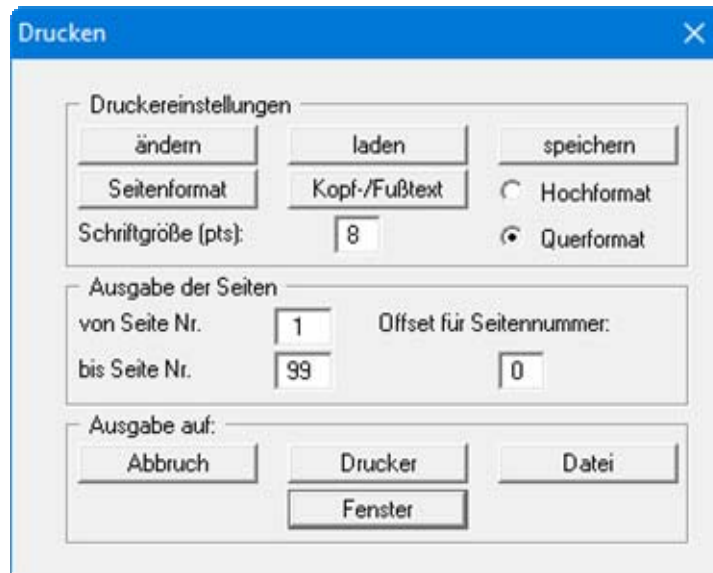 Drucken
Druckereinstellungen
ändern laden speichern
Seitenformat Kopf-/Fußtext Hochformat
Schriftgröße (pts): 8 Querformat
Ausgabe der Seiten
von Seite Nr. 1 Offset für Seitennummer:
bis Seite Nr. 99 0
Ausgabe auf:
Abbruch Drucker Datei
Fenster